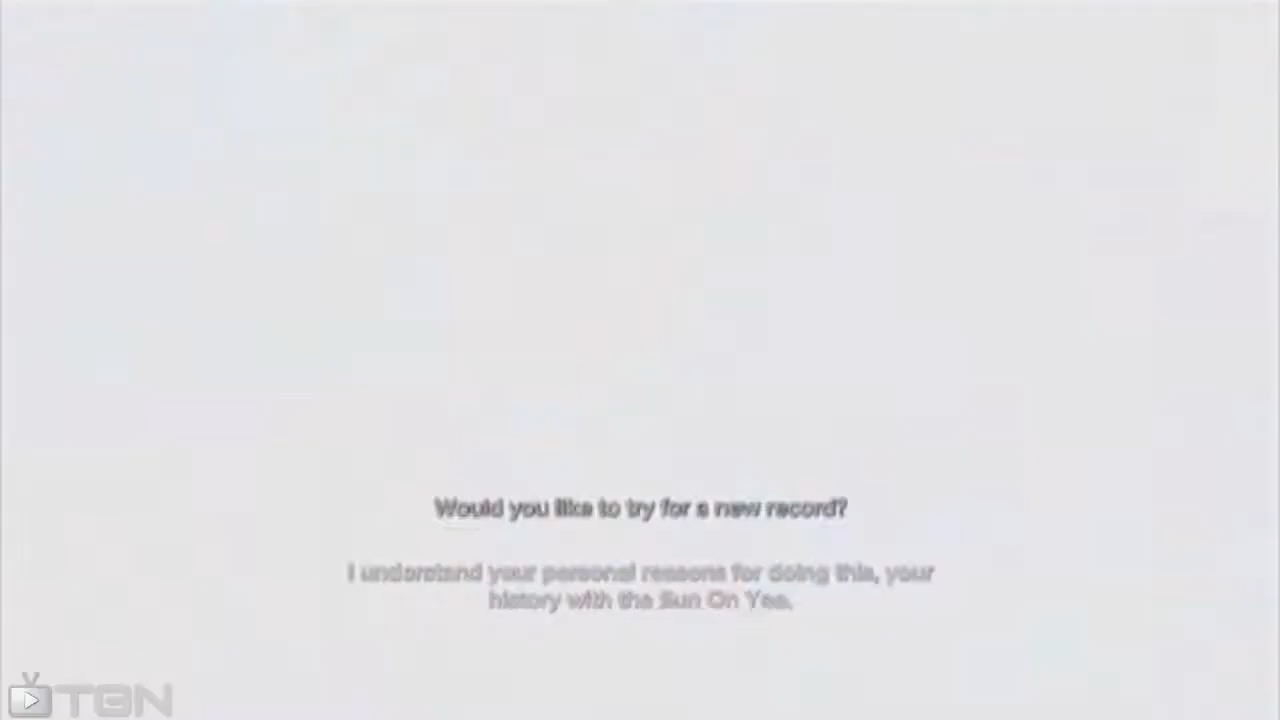 Would you like to try for a new record?
I understand your personal reasons for doing this, your
history with the Sun On Yee.
TGN